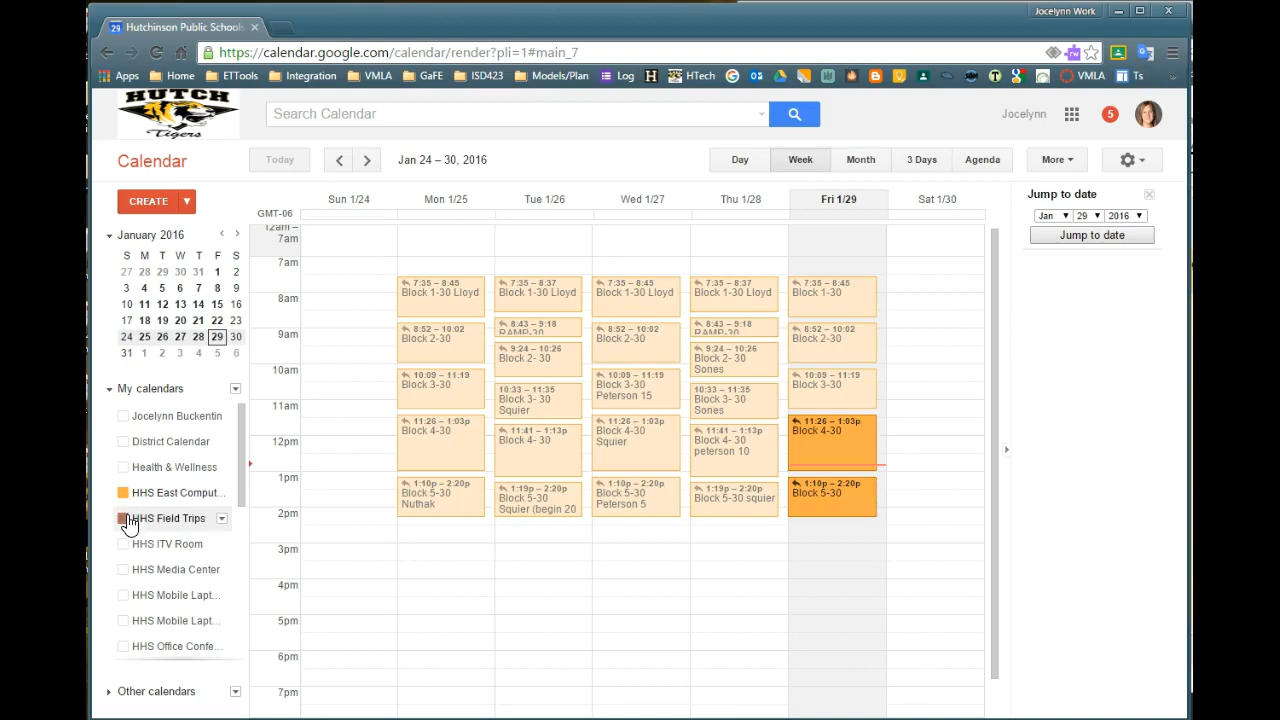 Jocelynn Work
29 Hutchinson Public Schools
https://calendar.google.com/calendar/render?pli=1#main_7
Apps Home ETTools Integration VMLA GaFE ISD423 Models/Plan Log H HTech VMLA Ts
HUTCH
Tigers
Search Calendar
Jocelynn
5
Calendar
Today
Jan 24 – 30, 2016
Day Week Month 3 Days Agenda
More
CREATE
January 2016
S M T W T F S
27 28 29 30 31 1 2
3 4 5 6 7 8 9
10 11 12 13 14 15 16
17 18 19 20 21 22 23
24 25 26 27 28 29 30
31 1 2 3 4 5 6
My calendars
Jocelynn Buckentin
District Calendar
Health & Wellness
HHS East Comput...
HHS Field Trips
HHS ITV Room
HHS Media Center
HHS Mobile Lapt...
HHS Mobile Lapt...
HHS Office Confe...
Other calendars
Sun 1/24 Mon 1/25 Tue 1/26 Wed 1/27 Thu 1/28 Fri 1/29 Sat 1/30
GMT-06
12am –
7am
7am
8am
9am
10am
11am
12pm
1pm
2pm
3pm
4pm
5pm
6pm
7pm
7:35 – 8:45
Block 1-30 Lloyd
8:52 – 10:02
Block 2-30
10:09 – 11:19
Block 3-30
11:26 – 1:03p
Block 4-30
1:10p – 2:20p
Block 5-30
Nuthak
7:35 – 8:37
Block 1-30 Lloyd
8:43 – 9:18
RAMP-30
9:24 – 10:26
Block 2- 30
10:33 – 11:35
Block 3- 30
Squier
11:41 – 1:13p
Block 4- 30
1:19p – 2:20p
Block 5-30
Squier (begin 20
7:35 – 8:45
Block 1-30 Lloyd
8:52 – 10:02
Block 2-30
10:09 – 11:19
Block 3-30
Peterson 15
11:26 – 1:03p
Block 4-30
Squier
1:10p – 2:20p
Block 5-30
Peterson 5
7:35 – 8:37
Block 1-30 Lloyd
8:43 – 9:18
RAMP-30
9:24 – 10:26
Block 2- 30
Sones
10:33 – 11:35
Block 3- 30
Sones
11:41 – 1:13p
Block 4- 30
peterson 10
1:19p – 2:20p
Block 5-30 squier
7:35 – 8:45
Block 1-30
8:52 – 10:02
Block 2-30
10:09 – 11:19
Block 3-30
11:26 – 1:03p
Block 4-30
1:10p – 2:20p
Block 5-30
Jump to date
Jan 29 2016
Jump to date